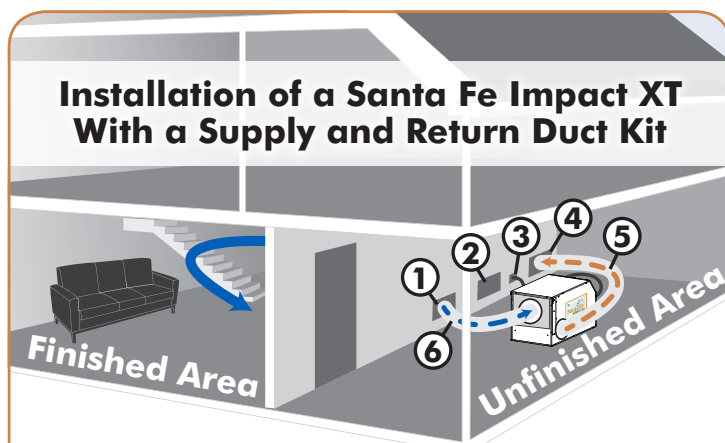 Installation of a Santa Fe Impact XT
With a Supply and Return Duct Kit
1
2
3
4
5
6
Finished Area
Unfinished Area